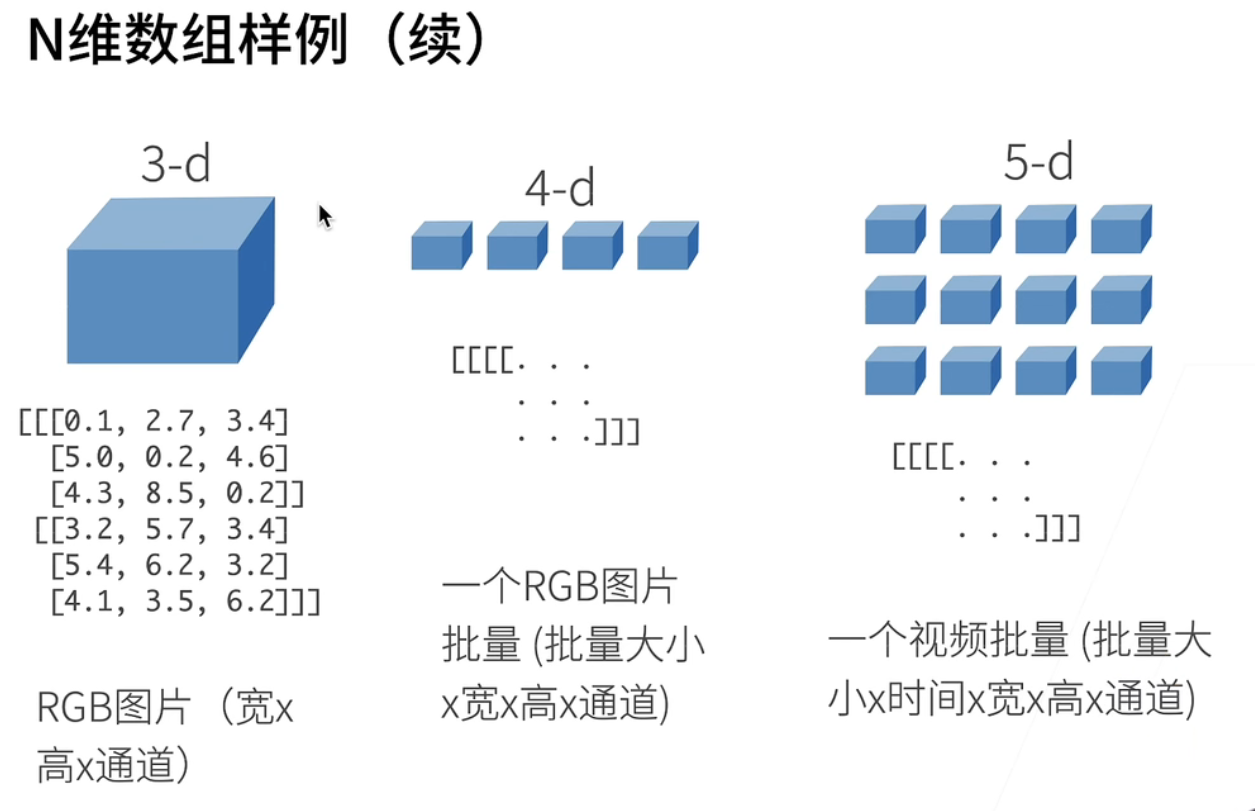 N维数组样例（续）
3-d
[[[0.1, 2.7, 3.4]
[5.0, 0.2, 4.6]
[4.3, 8.5, 0.2]]
[[3.2, 5.7, 3.4]
[5.4, 6.2, 3.2]
[4.1, 3.5, 6.2]]]
RGB图片（宽x
高x通道）
4-d
[[[[. . .
. . .
. . .]]]
一个RGB图片
批量 (批量大小
x宽x高x通道)
5-d
[[[[. . .
. . .
. . .]]]
一个视频批量 (批量大
小x时间x宽x高x通道)